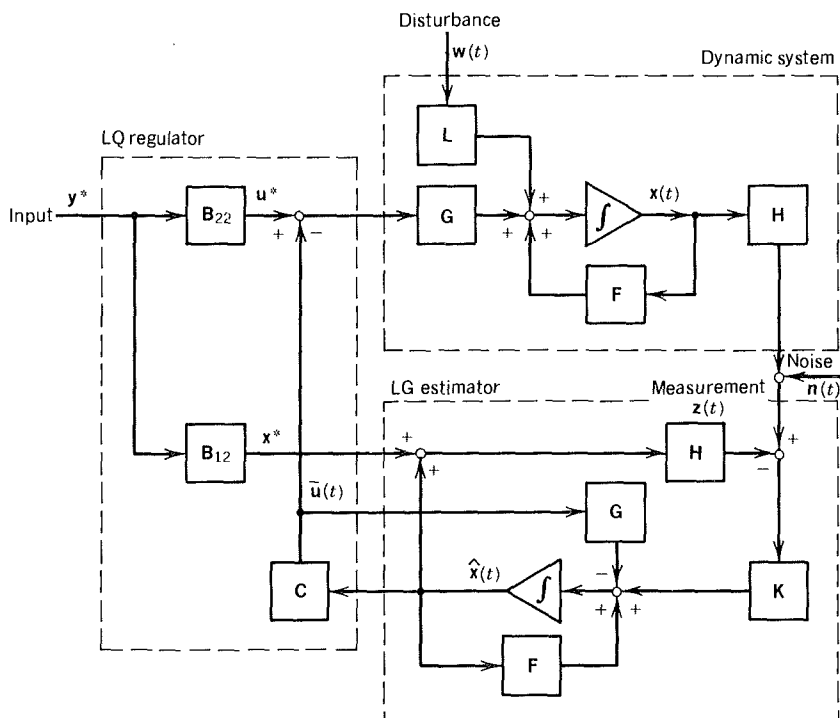 Disturbance
w(t)
Dynamic system
L
LQ regulator
y*
Input
B22
u*
+
−
G
+
+
+
∫
x(t)
H
F
Noise
n(t)
LG estimator
Measurement
z(t)
B12
x*
+
+
H
+
−
ũ(t)
G
C
x̂(t)
∫
−
+
+
K
F